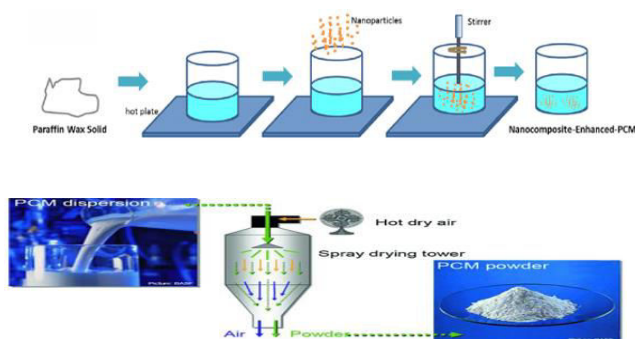 Nanoparticles
Stirrer
hot plate
Paraffin Wax Solid
Nanocomposite-Enhanced-PCM
PCM dispersion
Hot dry air
Spray drying tower
PCM powder
Air
Powder